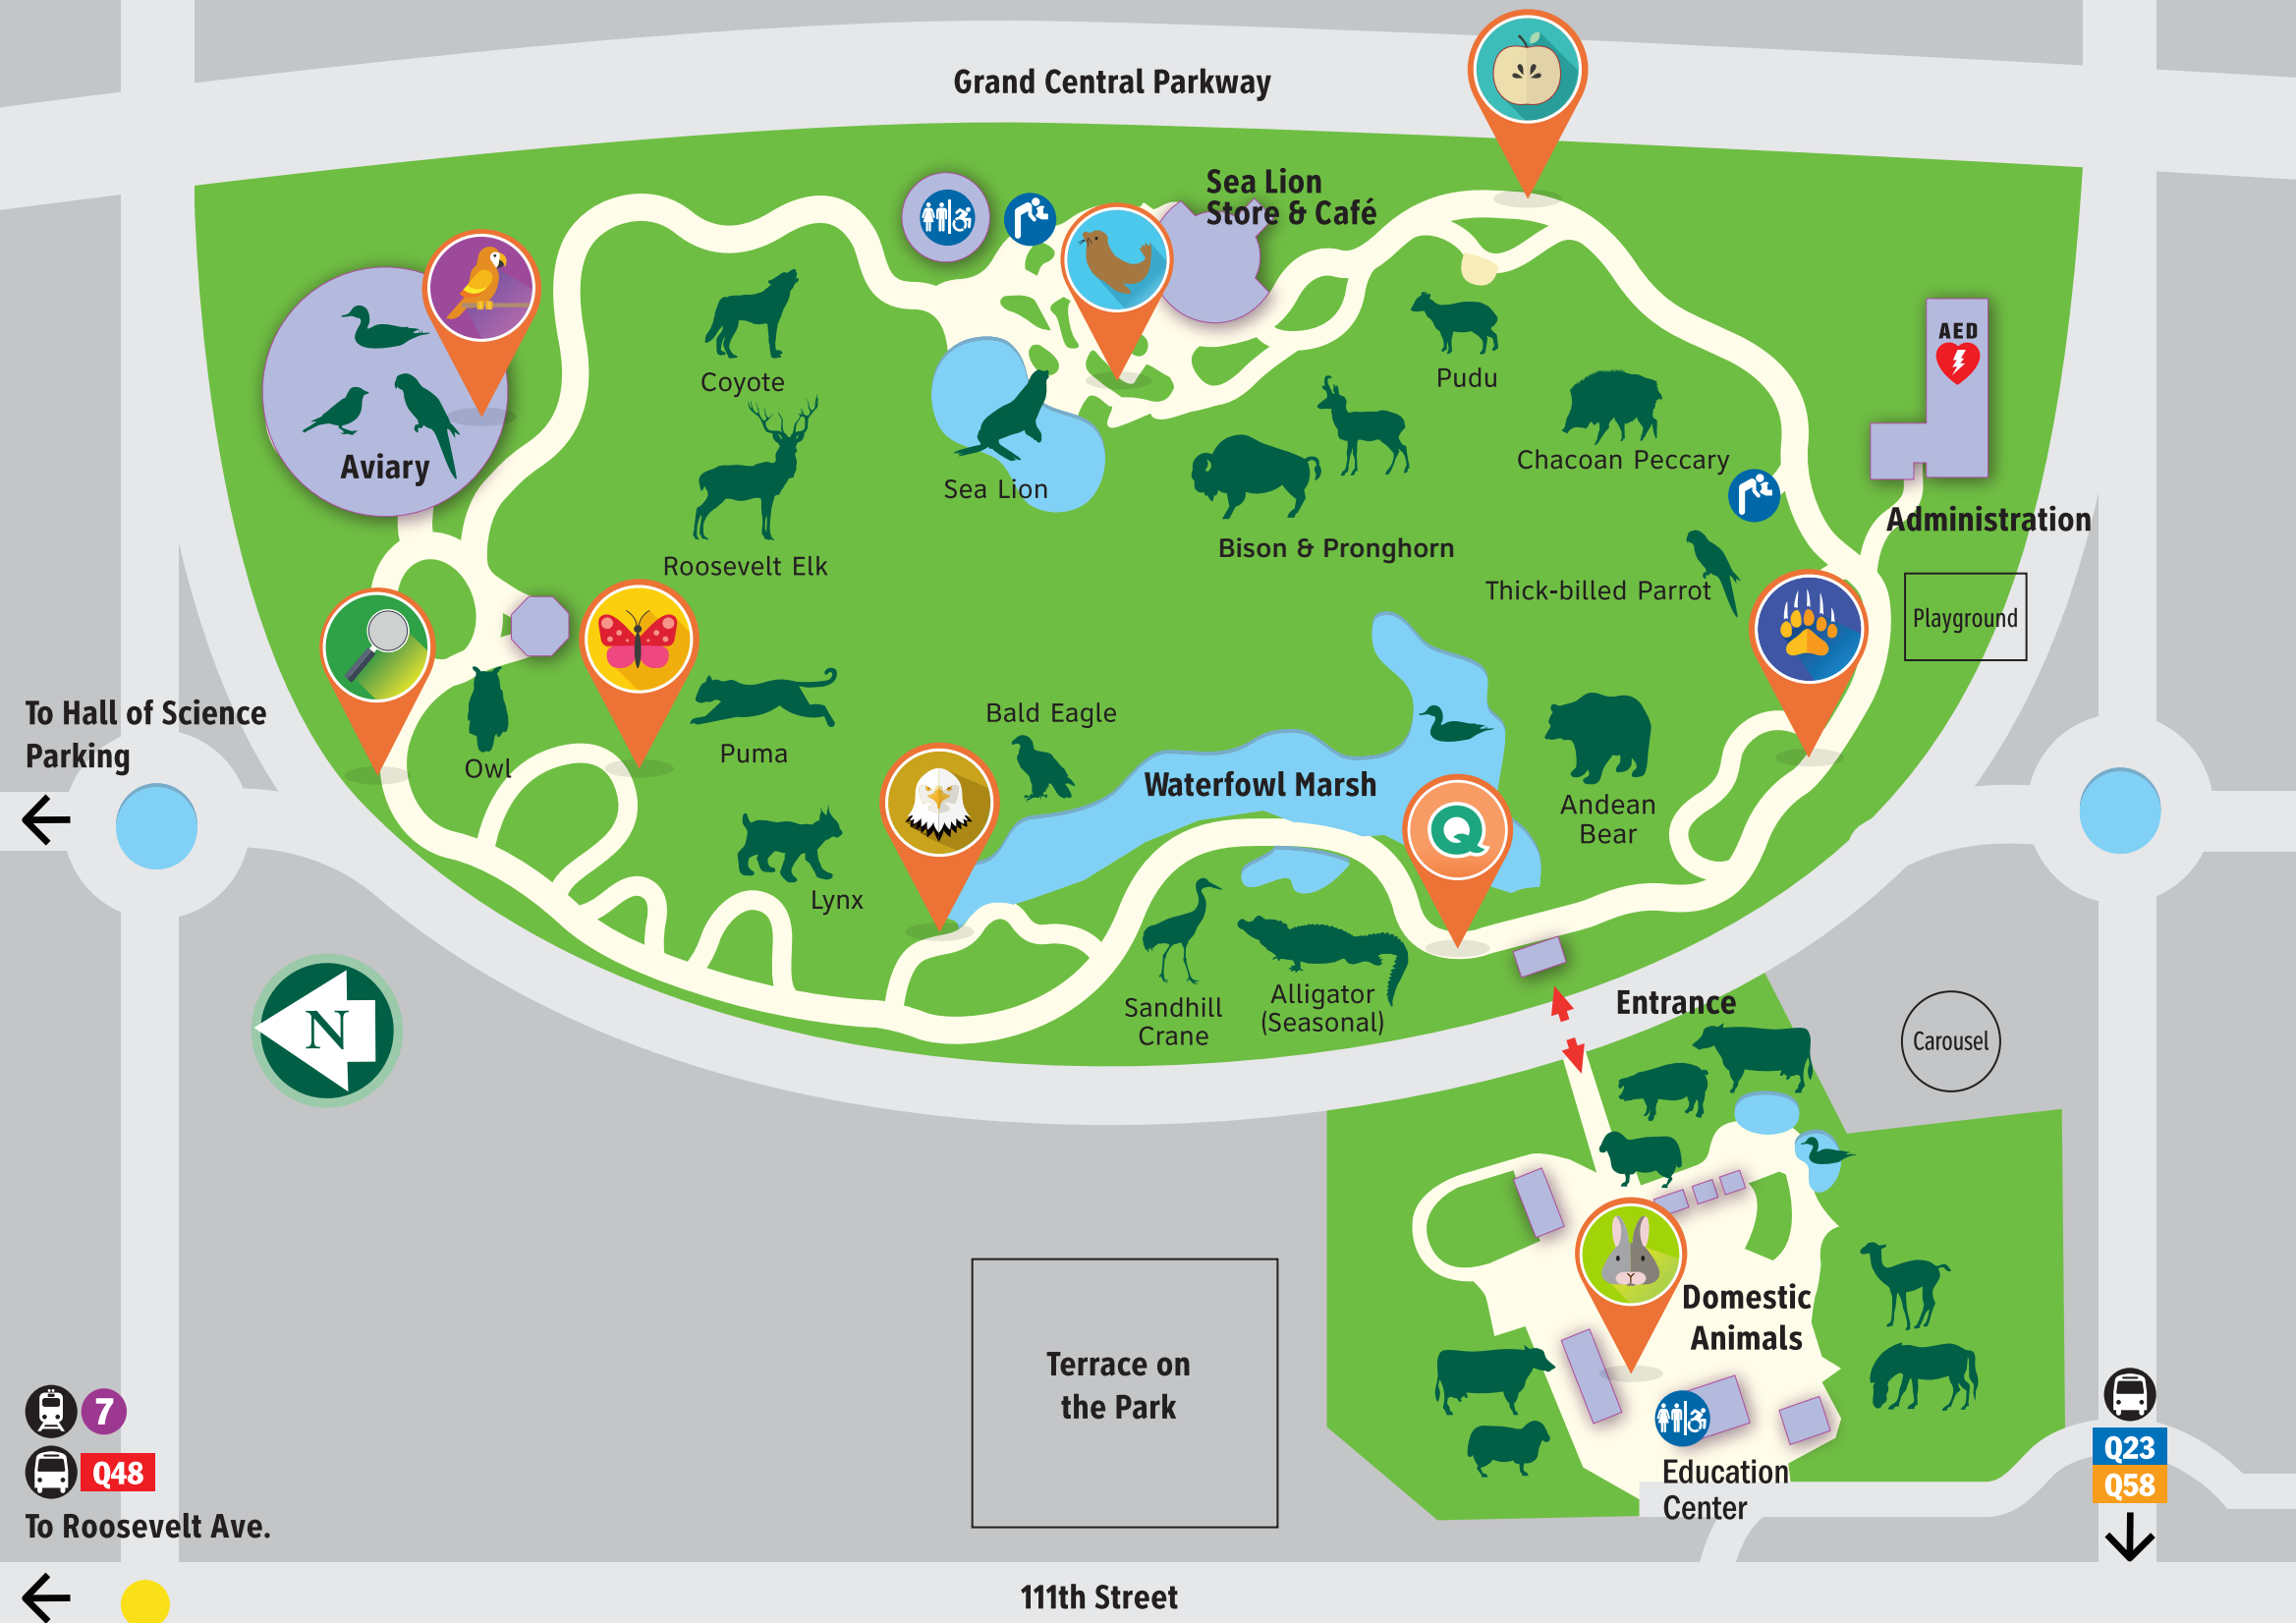 Grand Central Parkway
Sea Lion
Store & Café
AED
Coyote
Pudu
Aviary
Chacoan Peccary
Sea Lion
Administration
Bison & Pronghorn
Roosevelt Elk
Thick-billed Parrot
Playground
To Hall of Science
Parking
Bald Eagle
Puma
Owl
Waterfowl Marsh
Q
Andean
Bear
Lynx
Sandhill
Crane
Alligator
(Seasonal)
Entrance
N
Carousel
Domestic
Animals
Terrace on
the Park
7
Q48
To Roosevelt Ave.
Education
Center
Q23
Q58
111th Street